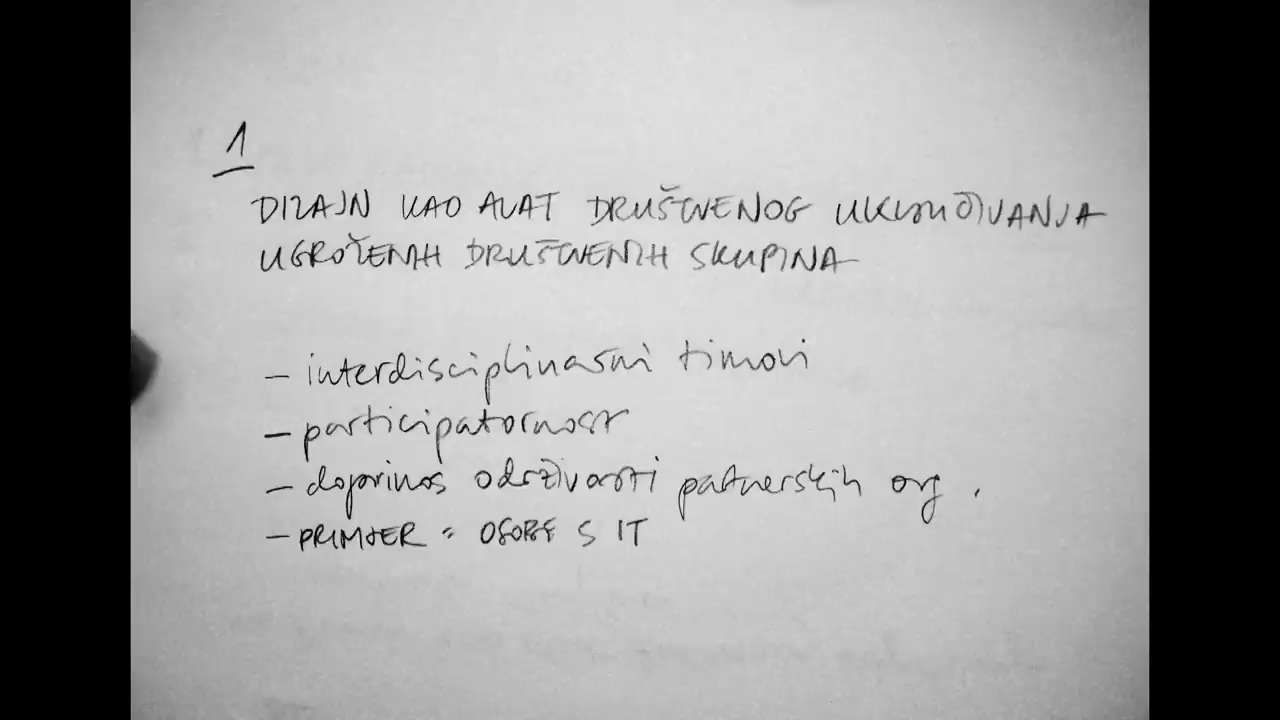 1
DIZAJN KAO ALAT DRUŠTVENOG UKLJUČIVANJA
UGROŽENIH DRUŠTVENIH SKUPINA
- interdisciplinarni timovi
- participatornost
- doprinos održivosti partnerskih org.
- PRIMJER = OSOBE S IT